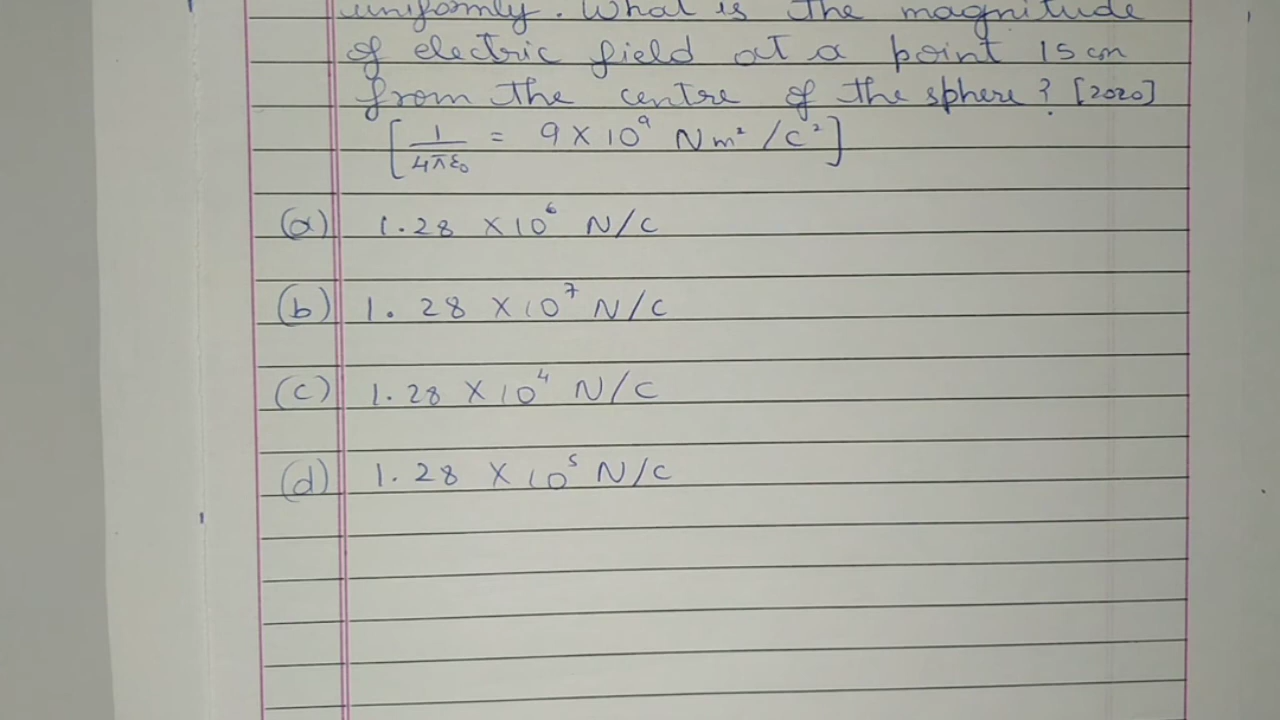 uniformly. What is the magnitude
of electric field at a point 15 cm
from the centre of the sphere? [2020]
[1/4πε₀ = 9 × 10⁹ Nm²/C²]
(a) 1.28 × 10⁶ N/C
(b) 1.28 × 10⁷ N/C
(c) 1.28 × 10⁴ N/C
(d) 1.28 × 10⁵ N/C